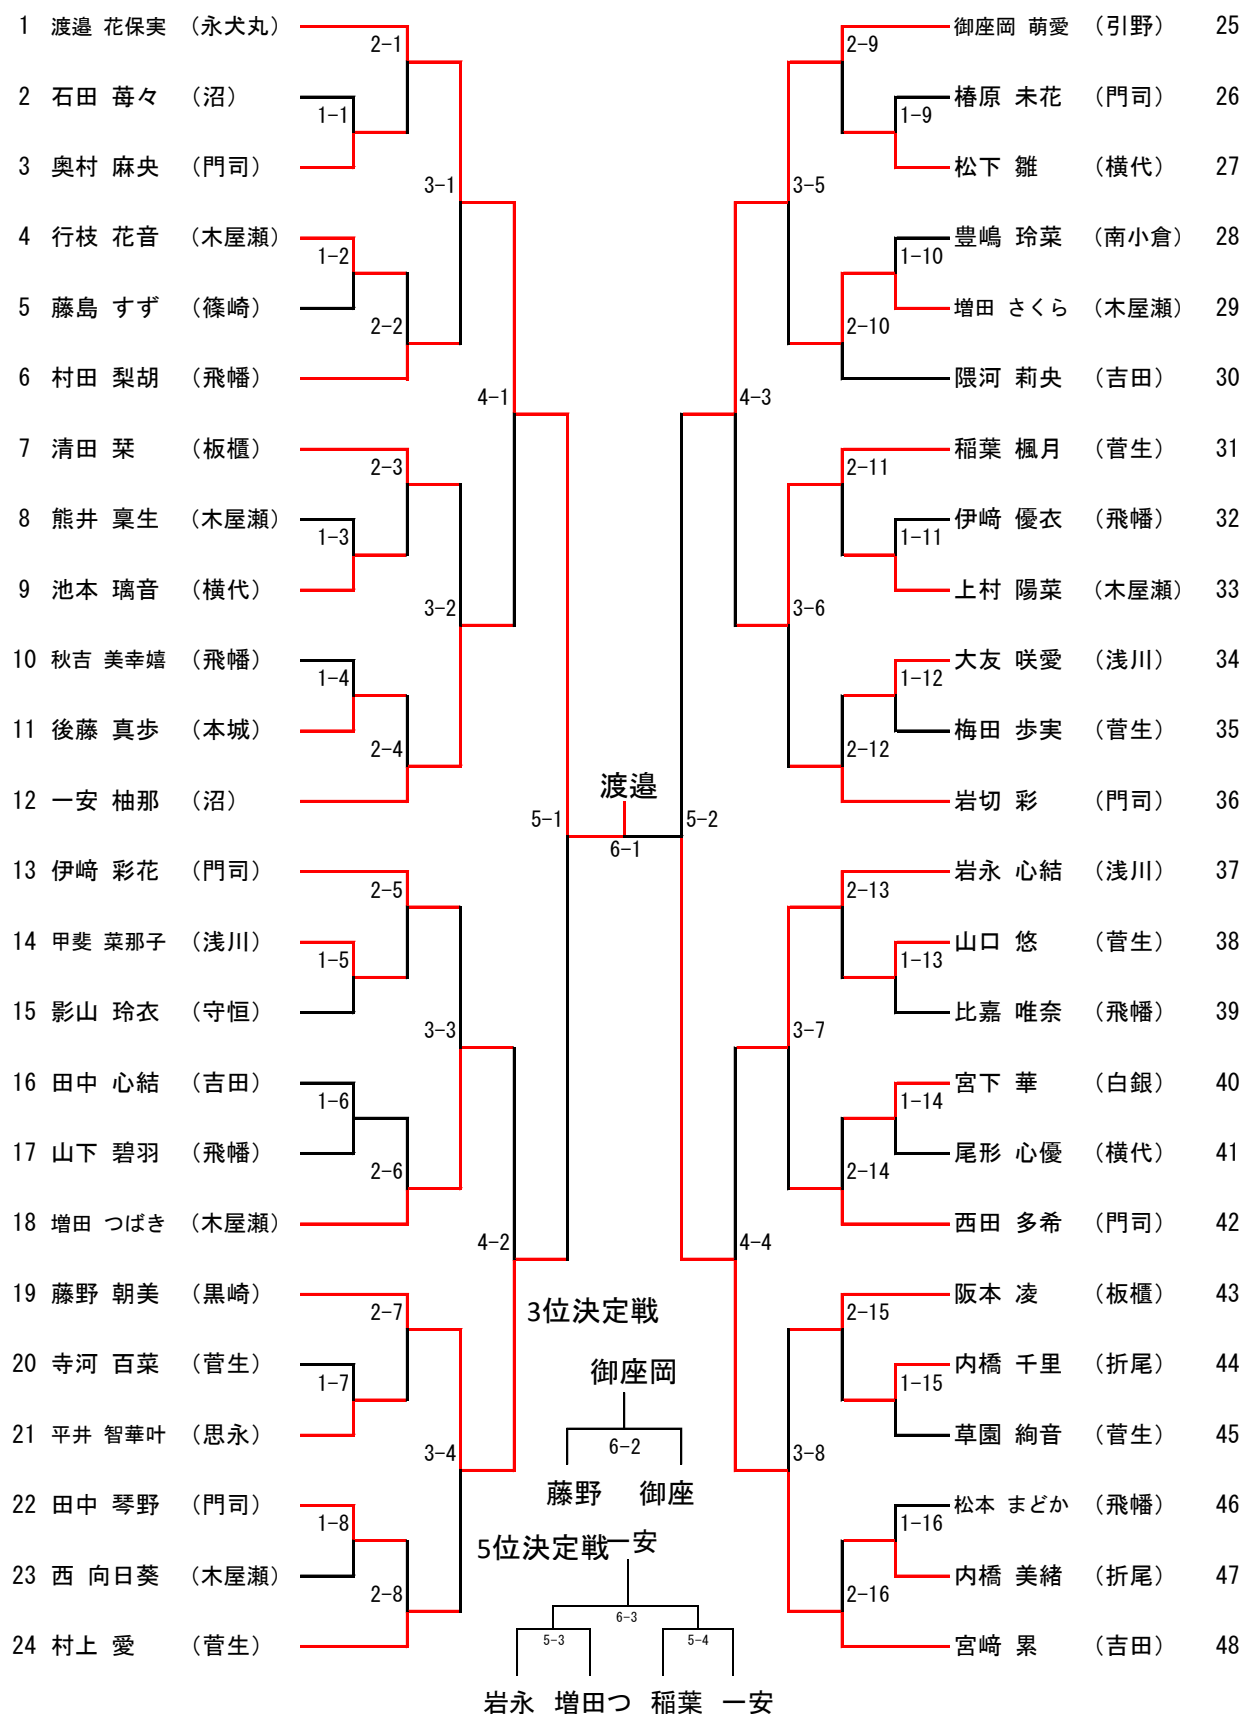 1 渡邉 花保実 （永犬丸）
2-1
2 石田 苺々 （沼）
1-1
3 奥村 麻央 （門司）
3-1
4 行枝 花音 （木屋瀬）
1-2
5 藤島 すず （篠崎）
2-2
6 村田 梨胡 （飛幡）
4-1
7 清田 栞 （板櫃）
2-3
8 熊井 稟生 （木屋瀬）
1-3
9 池本 璃音 （横代）
3-2
10 秋吉 美幸嬉 （飛幡）
1-4
11 後藤 真歩 （本城）
2-4
12 一安 柚那 （沼）
5-1
13 伊﨑 彩花 （門司）
2-5
14 甲斐 菜那子 （浅川）
1-5
15 影山 玲衣 （守恒）
3-3
16 田中 心結 （吉田）
1-6
17 山下 碧羽 （飛幡）
2-6
18 増田 つばき （木屋瀬）
4-2
19 藤野 朝美 （黒崎）
2-7
20 寺河 百菜 （菅生）
1-7
21 平井 智華叶 （思永）
3-4
22 田中 琴野 （門司）
1-8
23 西 向日葵 （木屋瀬）
2-8
24 村上 愛 （菅生）
渡邉
6-1
3位決定戦
御座岡
6-2
藤野 御座
5位決定戦
一安
6-3
5-3 5-4
岩永 増田つ 稲葉 一安
御座岡 萌愛 （引野） 25
2-9
椿原 未花 （門司） 26
1-9
松下 雛 （横代） 27
3-5
豊嶋 玲菜 （南小倉） 28
1-10
増田 さくら （木屋瀬） 29
2-10
隈河 莉央 （吉田） 30
4-3
稲葉 楓月 （菅生） 31
2-11
伊﨑 優衣 （飛幡） 32
1-11
上村 陽菜 （木屋瀬） 33
3-6
大友 咲愛 （浅川） 34
1-12
梅田 歩実 （菅生） 35
2-12
岩切 彩 （門司） 36
5-2
岩永 心結 （浅川） 37
2-13
山口 悠 （菅生） 38
1-13
比嘉 唯奈 （飛幡） 39
3-7
宮下 華 （白銀） 40
1-14
尾形 心優 （横代） 41
2-14
西田 多希 （門司） 42
4-4
阪本 凌 （板櫃） 43
2-15
内橋 千里 （折尾） 44
1-15
草園 絢音 （菅生） 45
3-8
松本 まどか （飛幡） 46
1-16
内橋 美緒 （折尾） 47
2-16
宮﨑 累 （吉田） 48